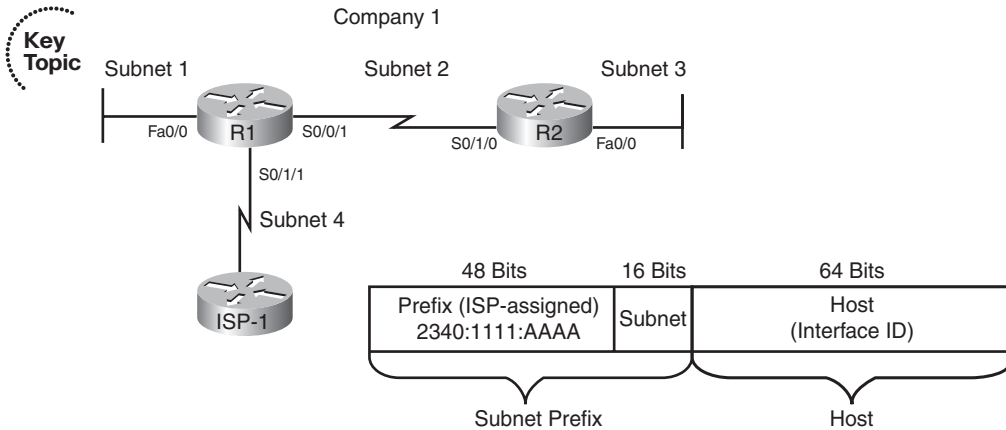 Company 1
Key
Topic
Subnet 1
Subnet 2
Subnet 3
Fa0/0
R1
S0/0/1
S0/1/0
R2
Fa0/0
S0/1/1
Subnet 4
ISP-1
48 Bits
16 Bits
64 Bits
Prefix (ISP-assigned)
2340:1111:AAAA
Subnet
Host
(Interface ID)
Subnet Prefix
Host